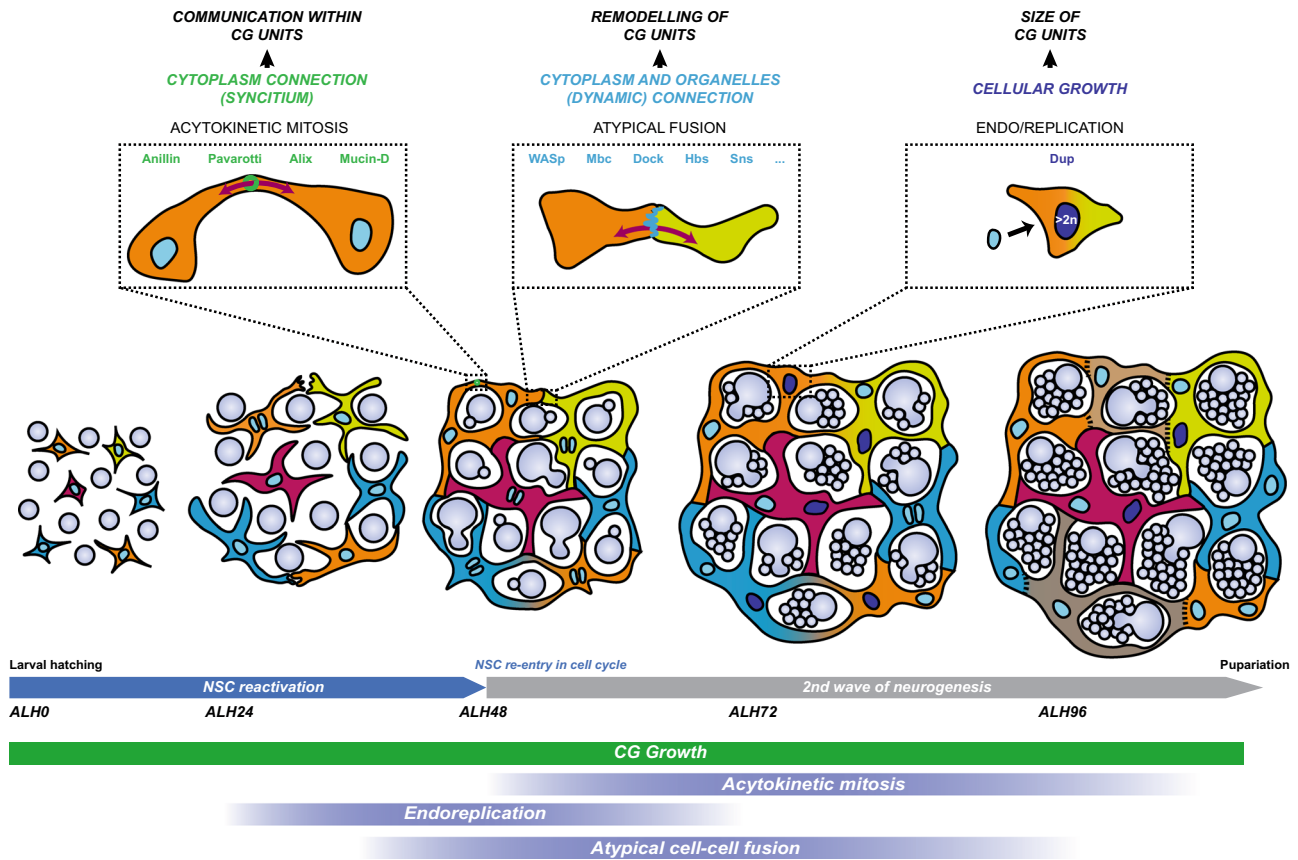 COMMUNICATION WITHIN
CG UNITS
REMODELLING OF
CG UNITS
SIZE OF
CG UNITS
CYTOPLASM CONNECTION
(SYNCITIUM)
CYTOPLASM AND ORGANELLES
(DYNAMIC) CONNECTION
CELLULAR GROWTH
ACYTOKINETIC MITOSIS
ATYPICAL FUSION
ENDO/REPLICATION
Anillin Pavarotti Alix Mucin-D
WASp Mbc Dock Hbs Sns ...
Dup
>2n
Larval hatching
NSC re-entry in cell cycle
Pupariation
NSC reactivation
2nd wave of neurogenesis
ALH0 ALH24 ALH48 ALH72 ALH96
CG Growth
Acytokinetic mitosis
Endoreplication
Atypical cell-cell fusion